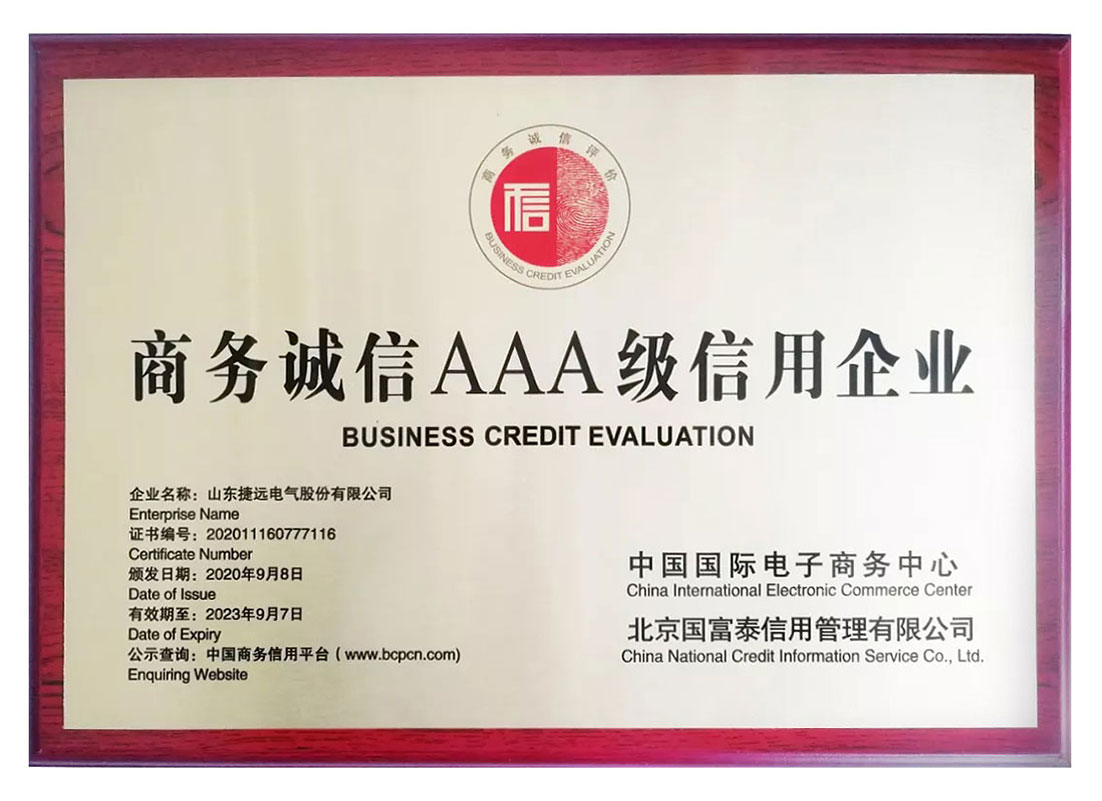 商务诚信评价
信
BUSINESS CREDIT EVALUATION
商务诚信AAA级信用企业
BUSINESS CREDIT EVALUATION
企业名称：山东捷远电气股份有限公司
Enterprise Name
证书编号：202011160777116
Certificate Number
颁发日期：2020年9月8日
Date of Issue
有效期至：2023年9月7日
Date of Expiry
公示查询：中国商务信用平台（www.bcpcn.com)
Enquiring Website
中国国际电子商务中心
China International Electronic Commerce Center
北京国富泰信用管理有限公司
China National Credit Information Service Co., Ltd.